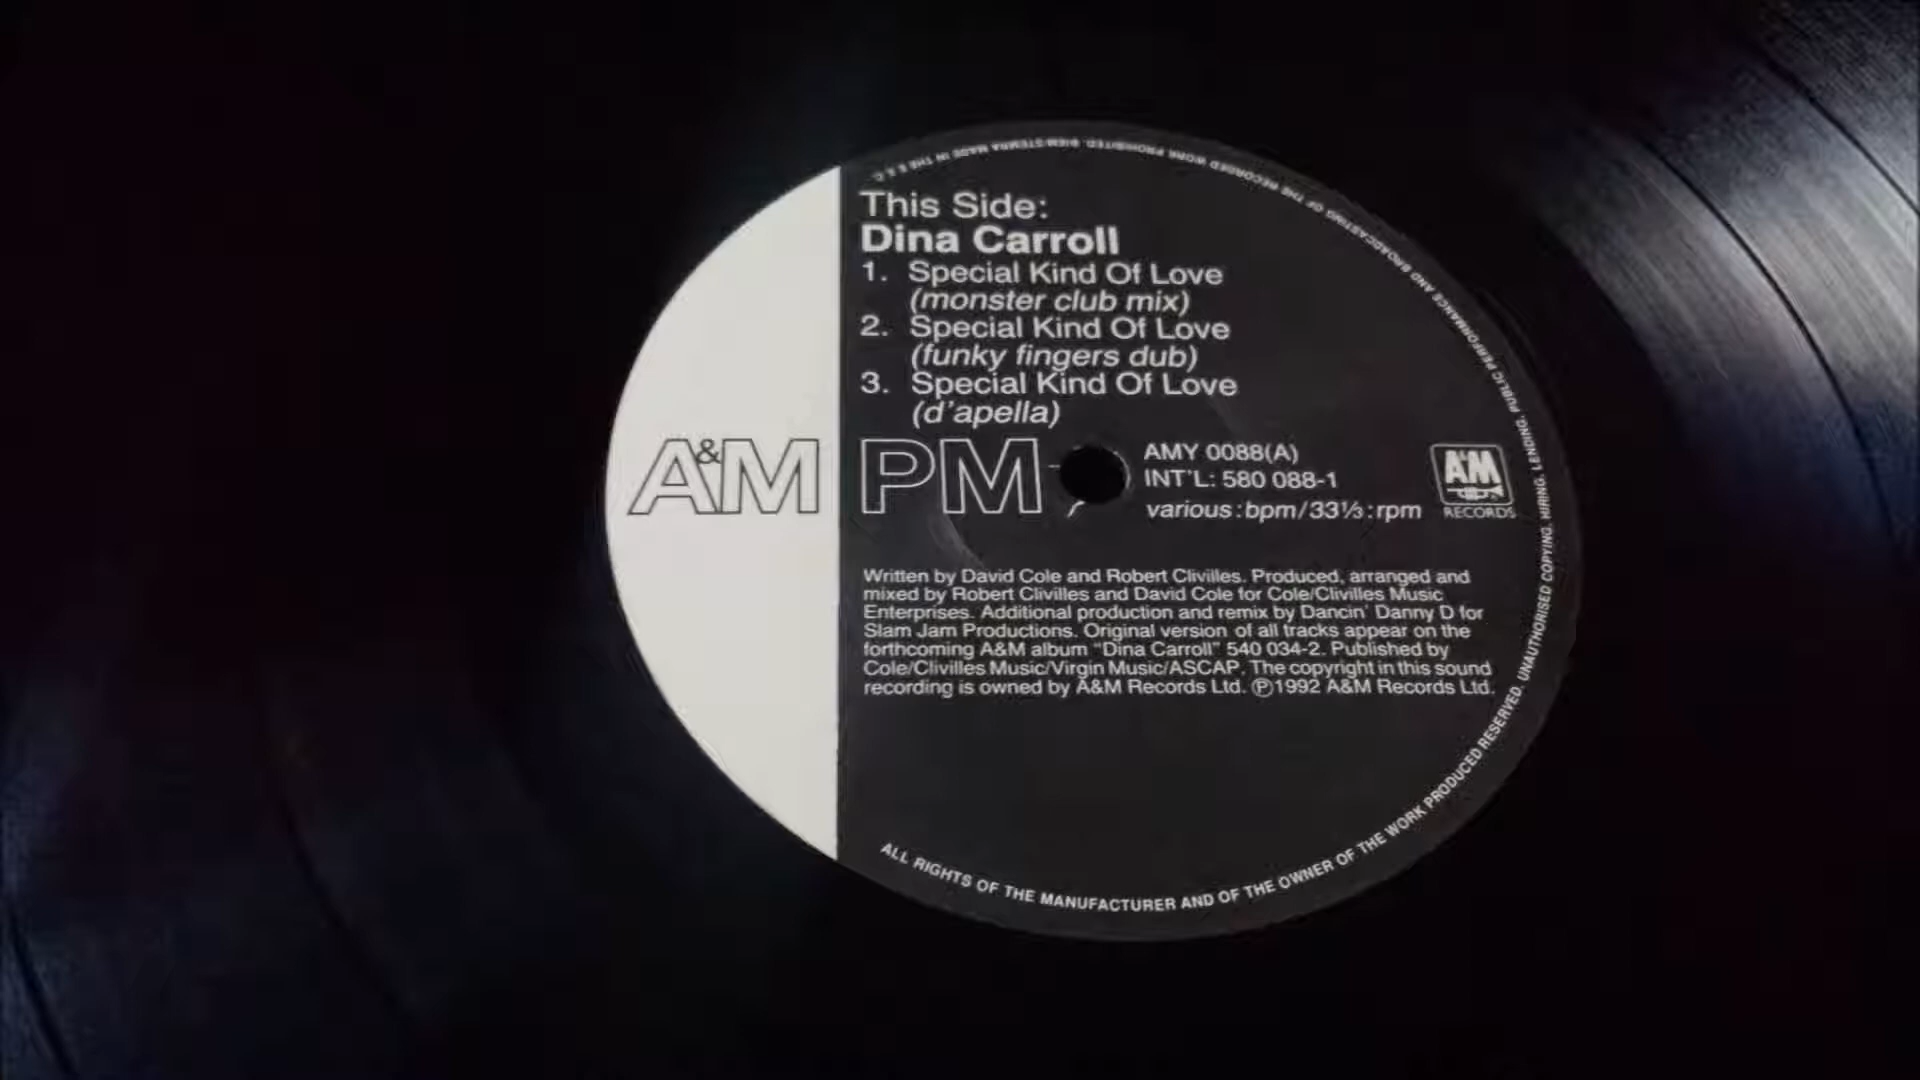 This Side:
Dina Carroll
1. Special Kind Of Love
(monster club mix)
2. Special Kind Of Love
(funky fingers dub)
3. Special Kind Of Love
(d'apella)
A&M PM
AMY 0088(A)
INT'L: 580 088-1
various:bpm/33⅓:rpm
A&M
RECORDS
Written by David Cole and Robert Clivilles. Produced, arranged and
mixed by Robert Clivilles and David Cole for Cole/Clivilles Music
Enterprises. Additional production and remix by Dancin' Danny D for
Slam Jam Productions. Original version of all tracks appear on the
forthcoming A&M album "Dina Carroll" 540 034-2. Published by
Cole/Clivilles Music/Virgin Music/ASCAP. The copyright in this sound
recording is owned by A&M Records Ltd. ℗1992 A&M Records Ltd.
ALL RIGHTS OF THE MANUFACTURER AND OF THE OWNER OF THE WORK PRODUCED RESERVED. UNAUTHORISED COPYING, HIRING, LENDING, PUBLIC PERFORMANCE AND BROADCASTING OF THE RECORDED WORK PROHIBITED. BIEM-STEMRA MADE IN THE E.E.C.